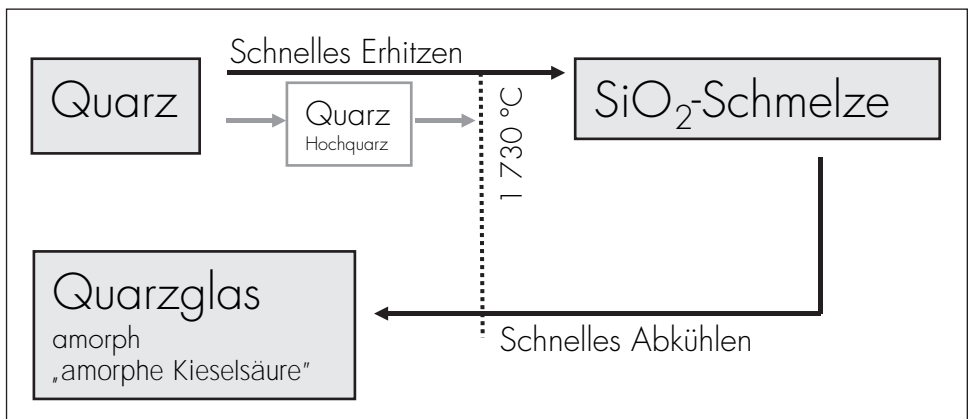 Schnelles Erhitzen
Quarz
Quarz
Hochquarz
1 730 °C
SiO₂-Schmelze
Quarzglas
amorph
„amorphe Kieselsäure"
Schnelles Abkühlen